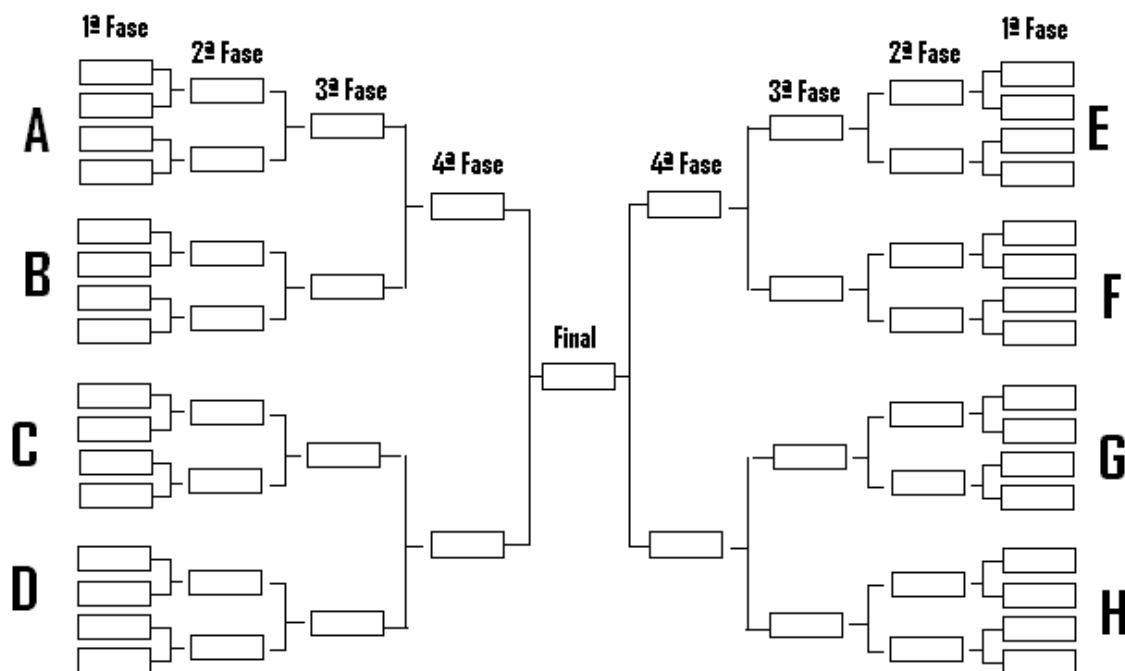 1ª Fase
2ª Fase
3ª Fase
4ª Fase
A
B
C
D
Final
1ª Fase
2ª Fase
3ª Fase
4ª Fase
E
F
G
H